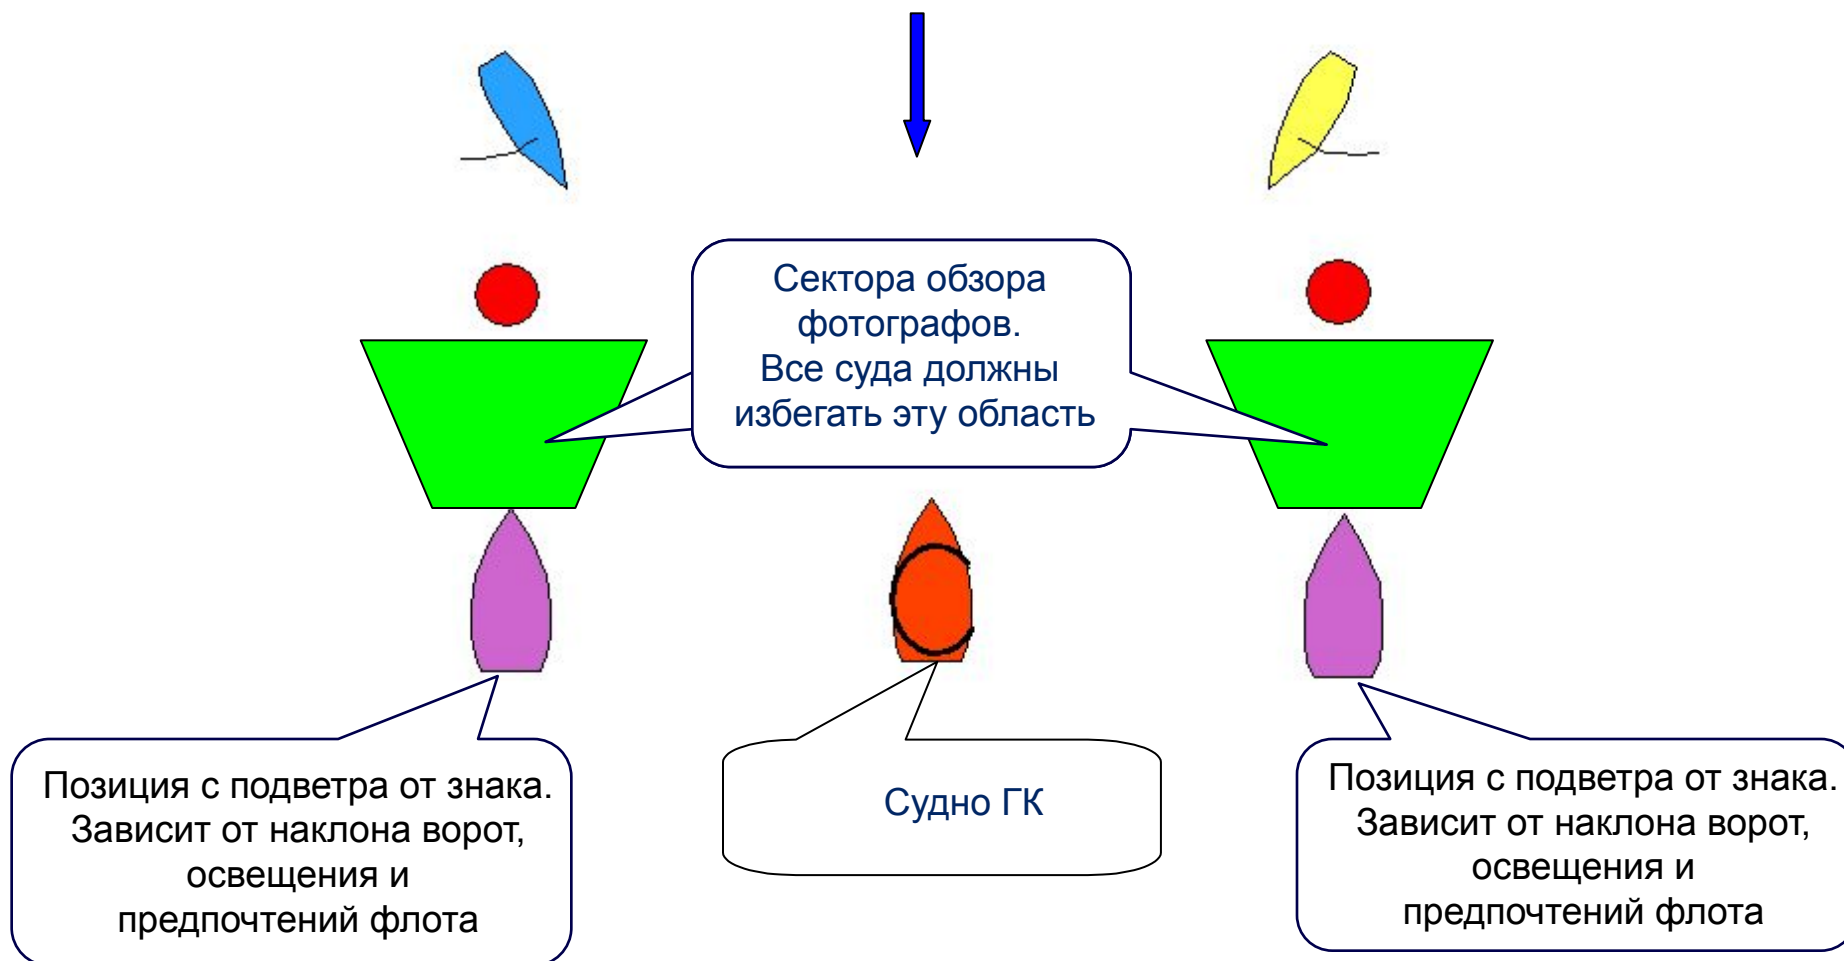 Сектора обзора
фотографов.
Все суда должны
избегать эту область
Позиция с подветра от знака.
Зависит от наклона ворот,
освещения и
предпочтений флота
Судно ГК
Позиция с подветра от знака.
Зависит от наклона ворот,
освещения и
предпочтений флота